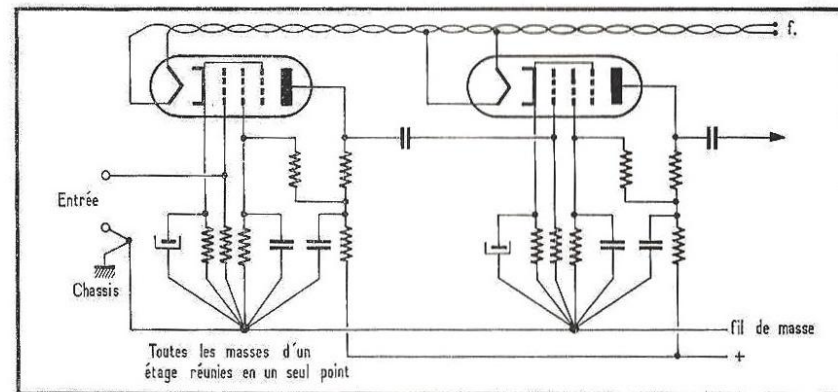 f.
Entrée
Chassis
fil de masse
+
Toutes les masses d'un
étage réunies en un seul point